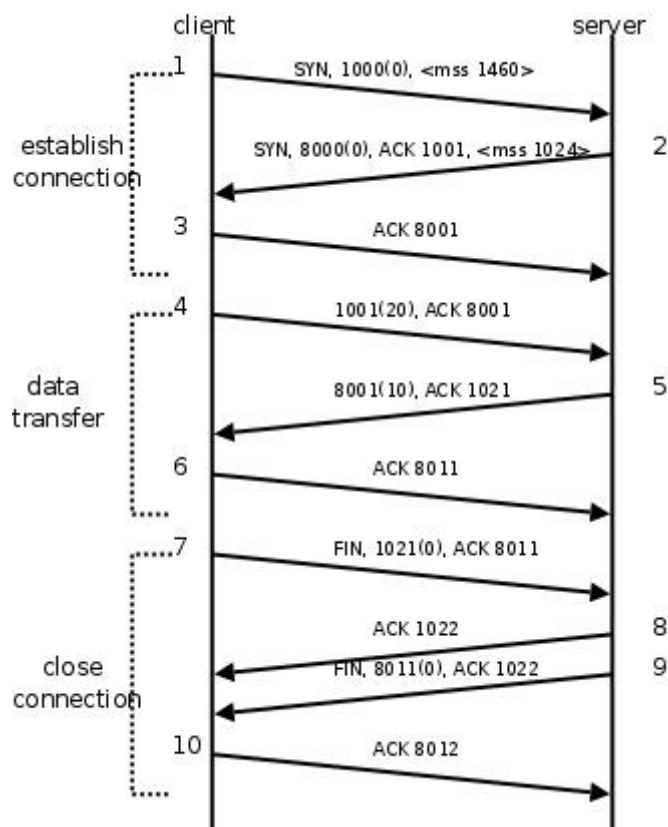 client
server
1
SYN, 1000(0), <mss 1460>
establish
connection
SYN, 8000(0), ACK 1001, <mss 1024>
2
3
ACK 8001
4
1001(20), ACK 8001
data
transfer
8001(10), ACK 1021
5
6
ACK 8011
7
FIN, 1021(0), ACK 8011
ACK 1022
8
close
connection
FIN, 8011(0), ACK 1022
9
10
ACK 8012